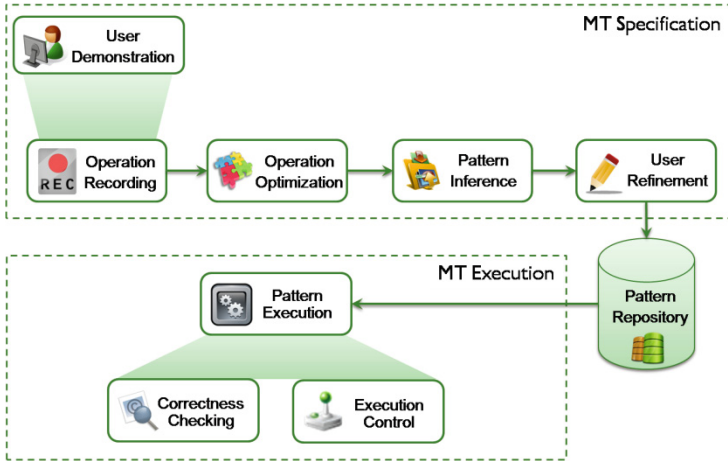 MT Specification
User
Demonstration
REC
Operation
Recording
Operation
Optimization
Pattern
Inference
User
Refinement
MT Execution
Pattern
Execution
Pattern
Repository
Correctness
Checking
Execution
Control